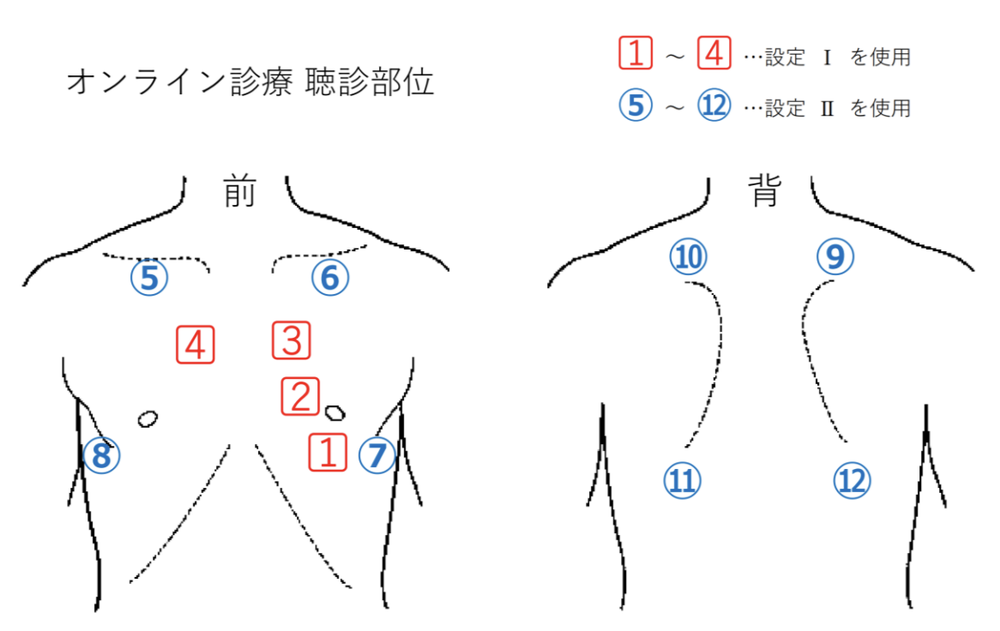 オンライン診療 聴診部位
1 ～ 4 …設定 Ⅰ を使用
⑤ ～ ⑫ …設定 Ⅱ を使用
前
⑤ ⑥
4 3
2
1
⑧ ⑦
背
⑩ ⑨
⑪ ⑫